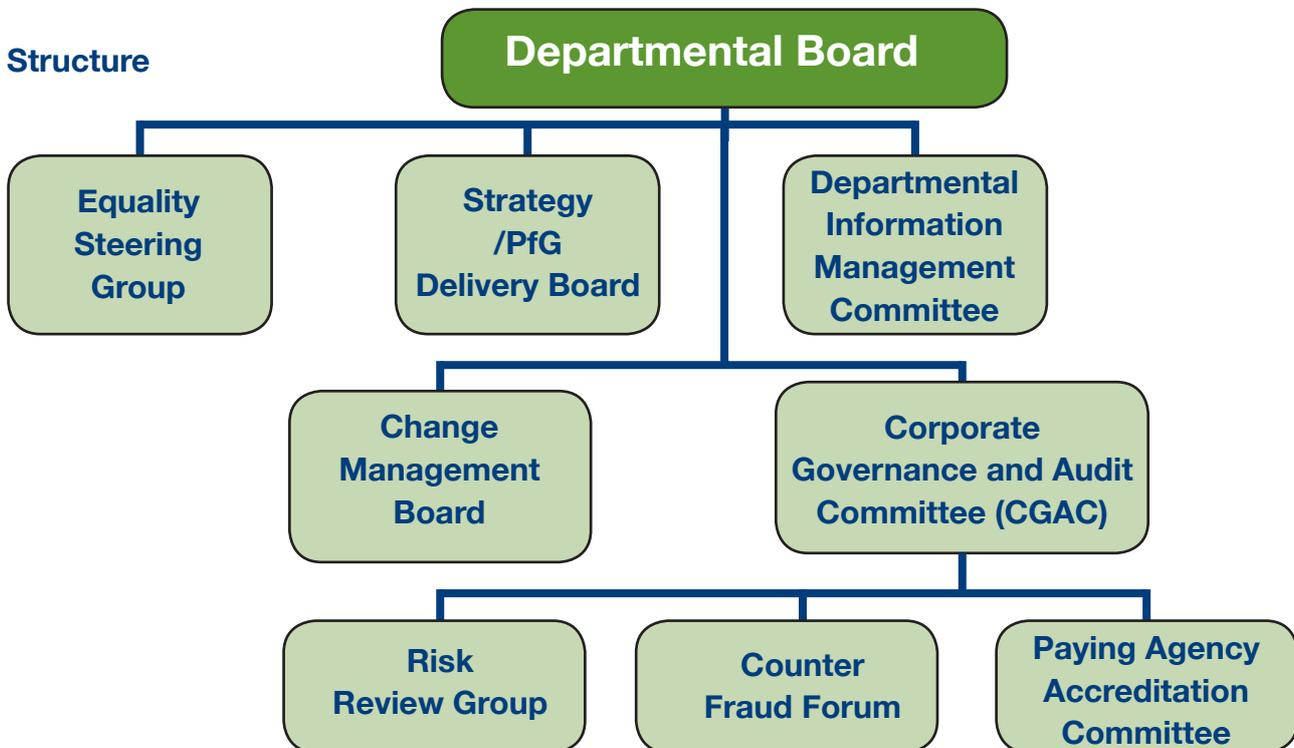 Structure
Departmental Board
Equality
Steering
Group
Strategy
/PfG
Delivery Board
Departmental
Information
Management
Committee
Change
Management
Board
Corporate
Governance and Audit
Committee (CGAC)
Risk
Review Group
Counter
Fraud Forum
Paying Agency
Accreditation
Committee